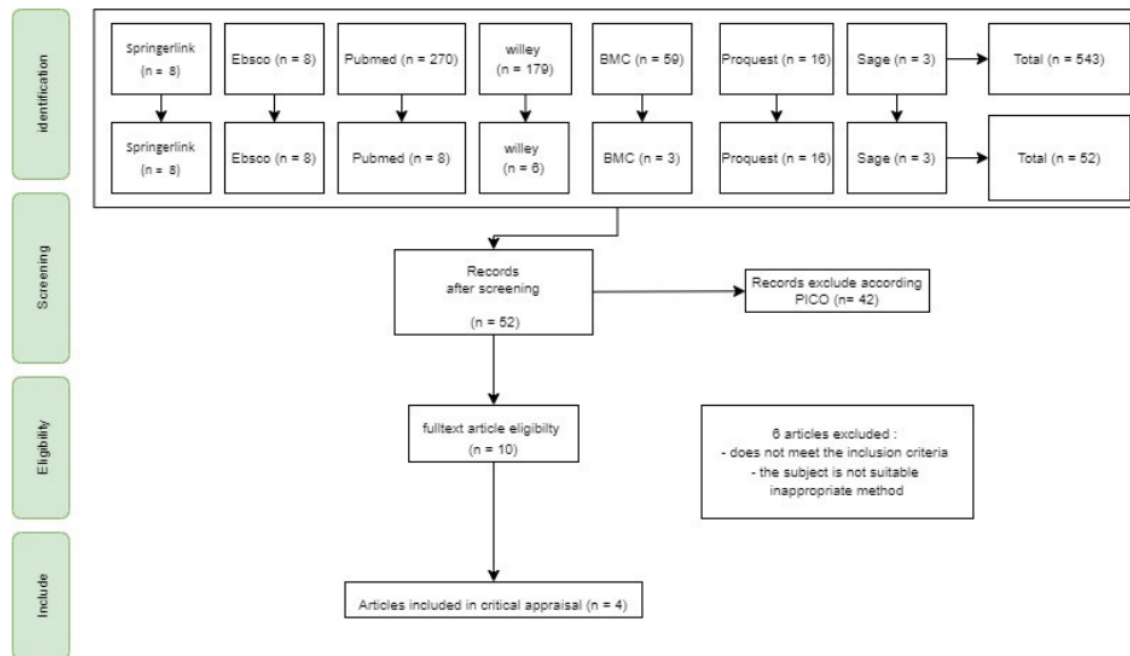 identification
Springerlink
(n = 8)
Ebsco (n = 8)
Pubmed (n = 270)
willey
(n = 179)
BMC (n = 59)
Proquest (n = 16)
Sage (n = 3)
Total (n = 543)
Springerlink
(n = 8)
Ebsco (n = 8)
Pubmed (n = 8)
willey
(n = 6)
BMC (n = 3)
Proquest (n = 16)
Sage (n = 3)
Total (n = 52)
Screening
Records
after screening
(n = 52)
Records exclude according
PICO (n= 42)
Eligibility
fulltext article eligibilty
(n = 10)
6 articles excluded :
- does not meet the inclusion criteria
- the subject is not suitable
inappropriate method
Include
Articles included in critical appraisal (n = 4)